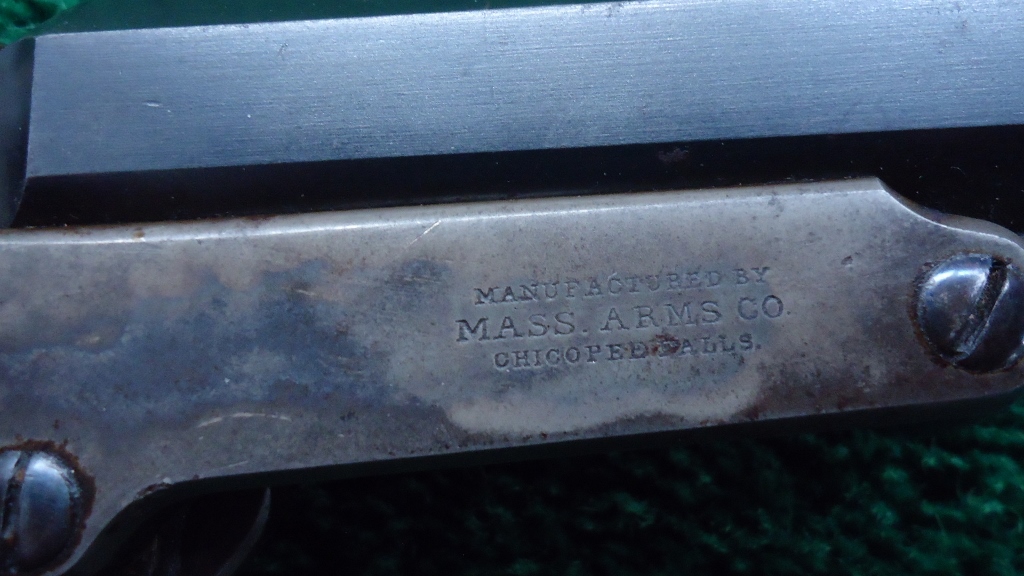 MANUFACTURED BY
MASS. ARMS CO.
CHICOPEE FALLS.